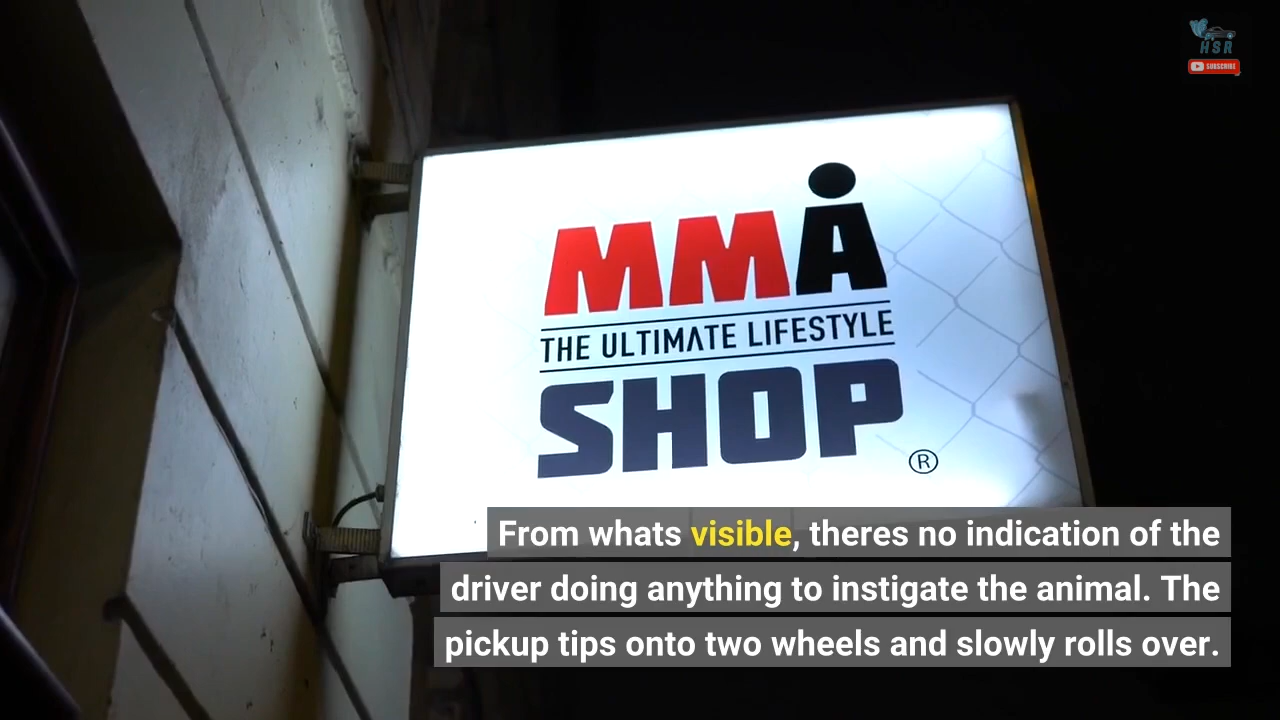 HSR
SUBSCRIBE
MMA
THE ULTIMATE LIFESTYLE
SHOP
®
From whats visible, theres no indication of the
driver doing anything to instigate the animal. The
pickup tips onto two wheels and slowly rolls over.